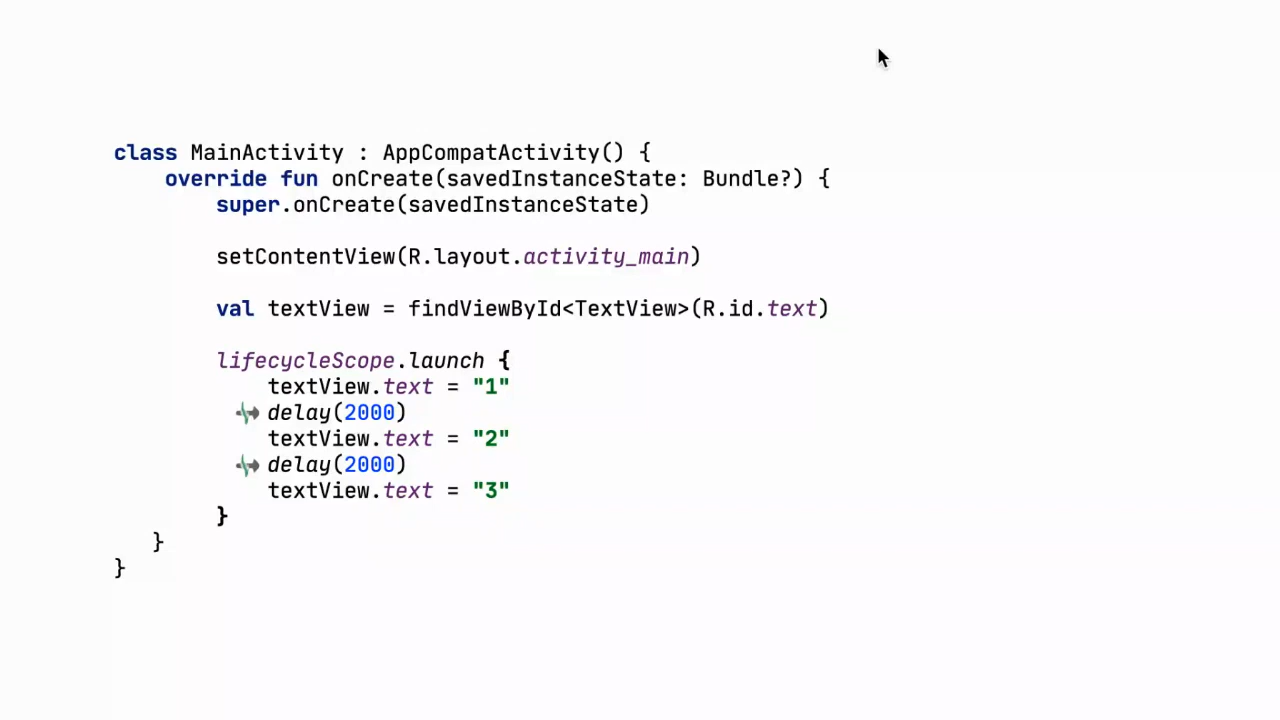 class MainActivity : AppCompatActivity() {
    override fun onCreate(savedInstanceState: Bundle?) {
        super.onCreate(savedInstanceState)

        setContentView(R.layout.activity_main)

        val textView = findViewById<TextView>(R.id.text)

        lifecycleScope.launch {
            textView.text = "1"
            delay(2000)
            textView.text = "2"
            delay(2000)
            textView.text = "3"
        }
   }
}